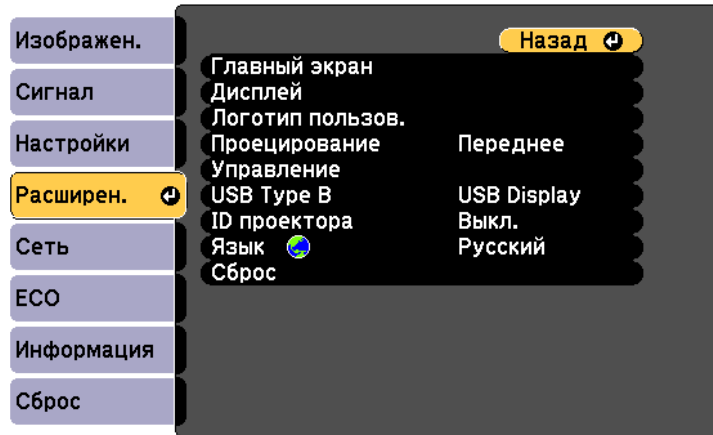 Изображен.
Сигнал
Настройки
Расширен.
Сеть
ECO
Информация
Сброс
Назад
Главный экран
Дисплей
Логотип пользов.
Проецирование Переднее
Управление
USB Type B USB Display
ID проектора Выкл.
Язык Русский
Сброс